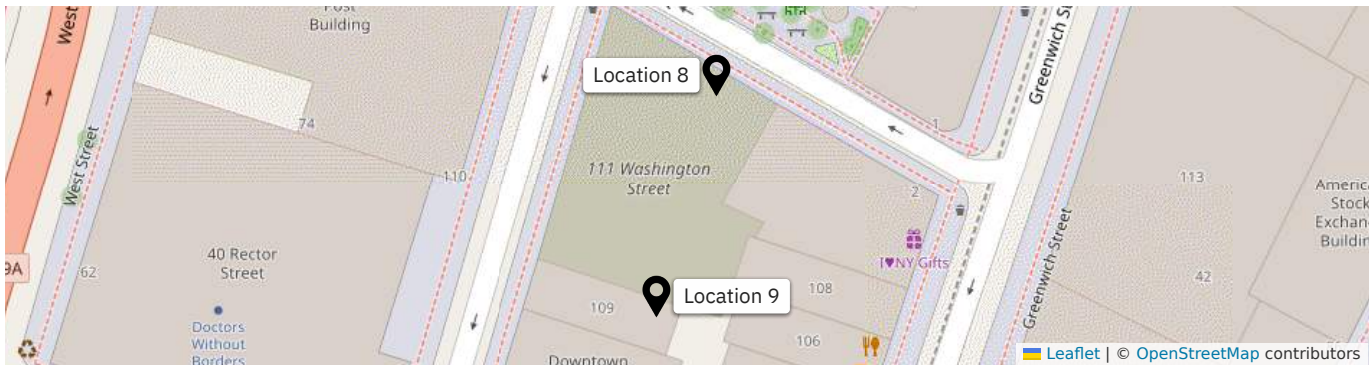 West
Post
Building
Greenwich St
Location 8
74
West Street
110
111 Washington
Street
1
2
113
America
Stock
Exchan
Buildin
Greenwich Street
40 Rector
Street
I♥NY Gifts
9A
62
42
Location 9
108
109
Doctors
Without
Borders
106
Downtown
Leaflet | © OpenStreetMap contributors